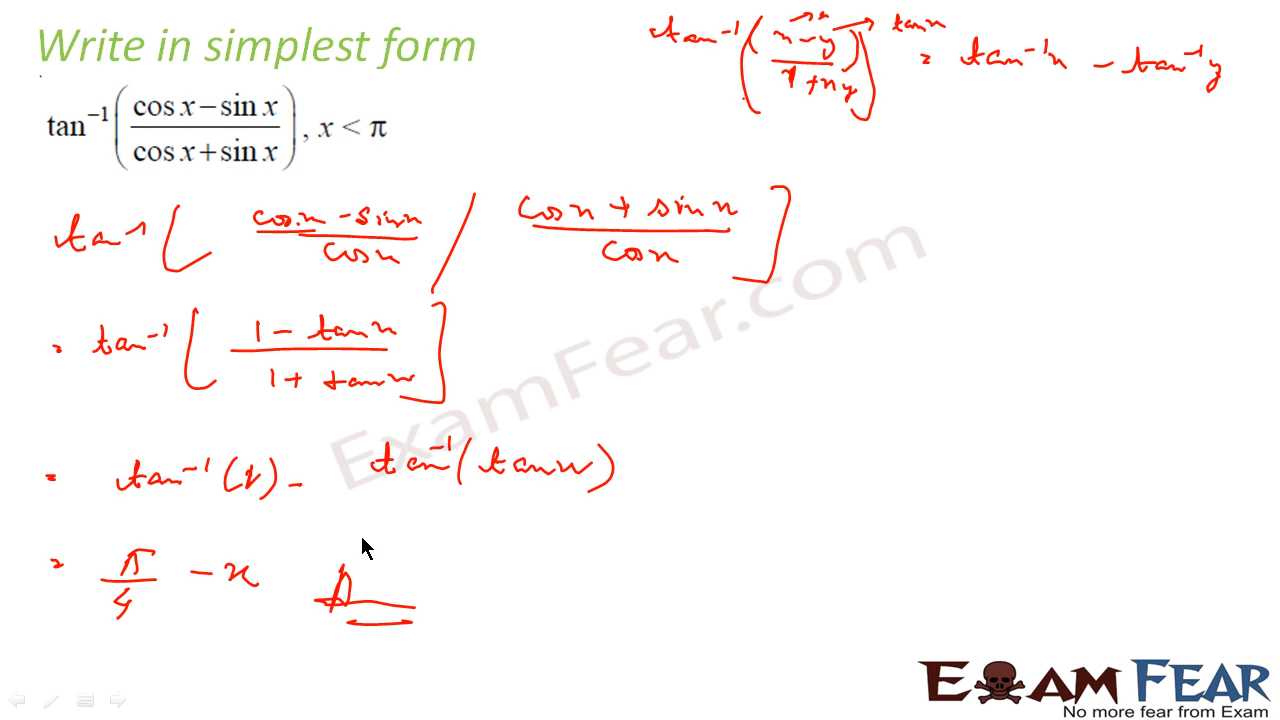 Write in simplest form
tan⁻¹ ( (x − y) / (1 + xy) ) = tan⁻¹x − tan⁻¹y
tan x
tan⁻¹ ( (cos x − sin x) / (cos x + sin x) ) , x < π
tan⁻¹ [ (cos x − sin x) / cos x / (cos x + sin x) / cos x ]
= tan⁻¹ [ (1 − tan x) / (1 + tan x) ]
= tan⁻¹(1) − tan⁻¹(tan x)
= π/4 − x
ExamFear.com
EXAM FEAR
No more fear from Exam